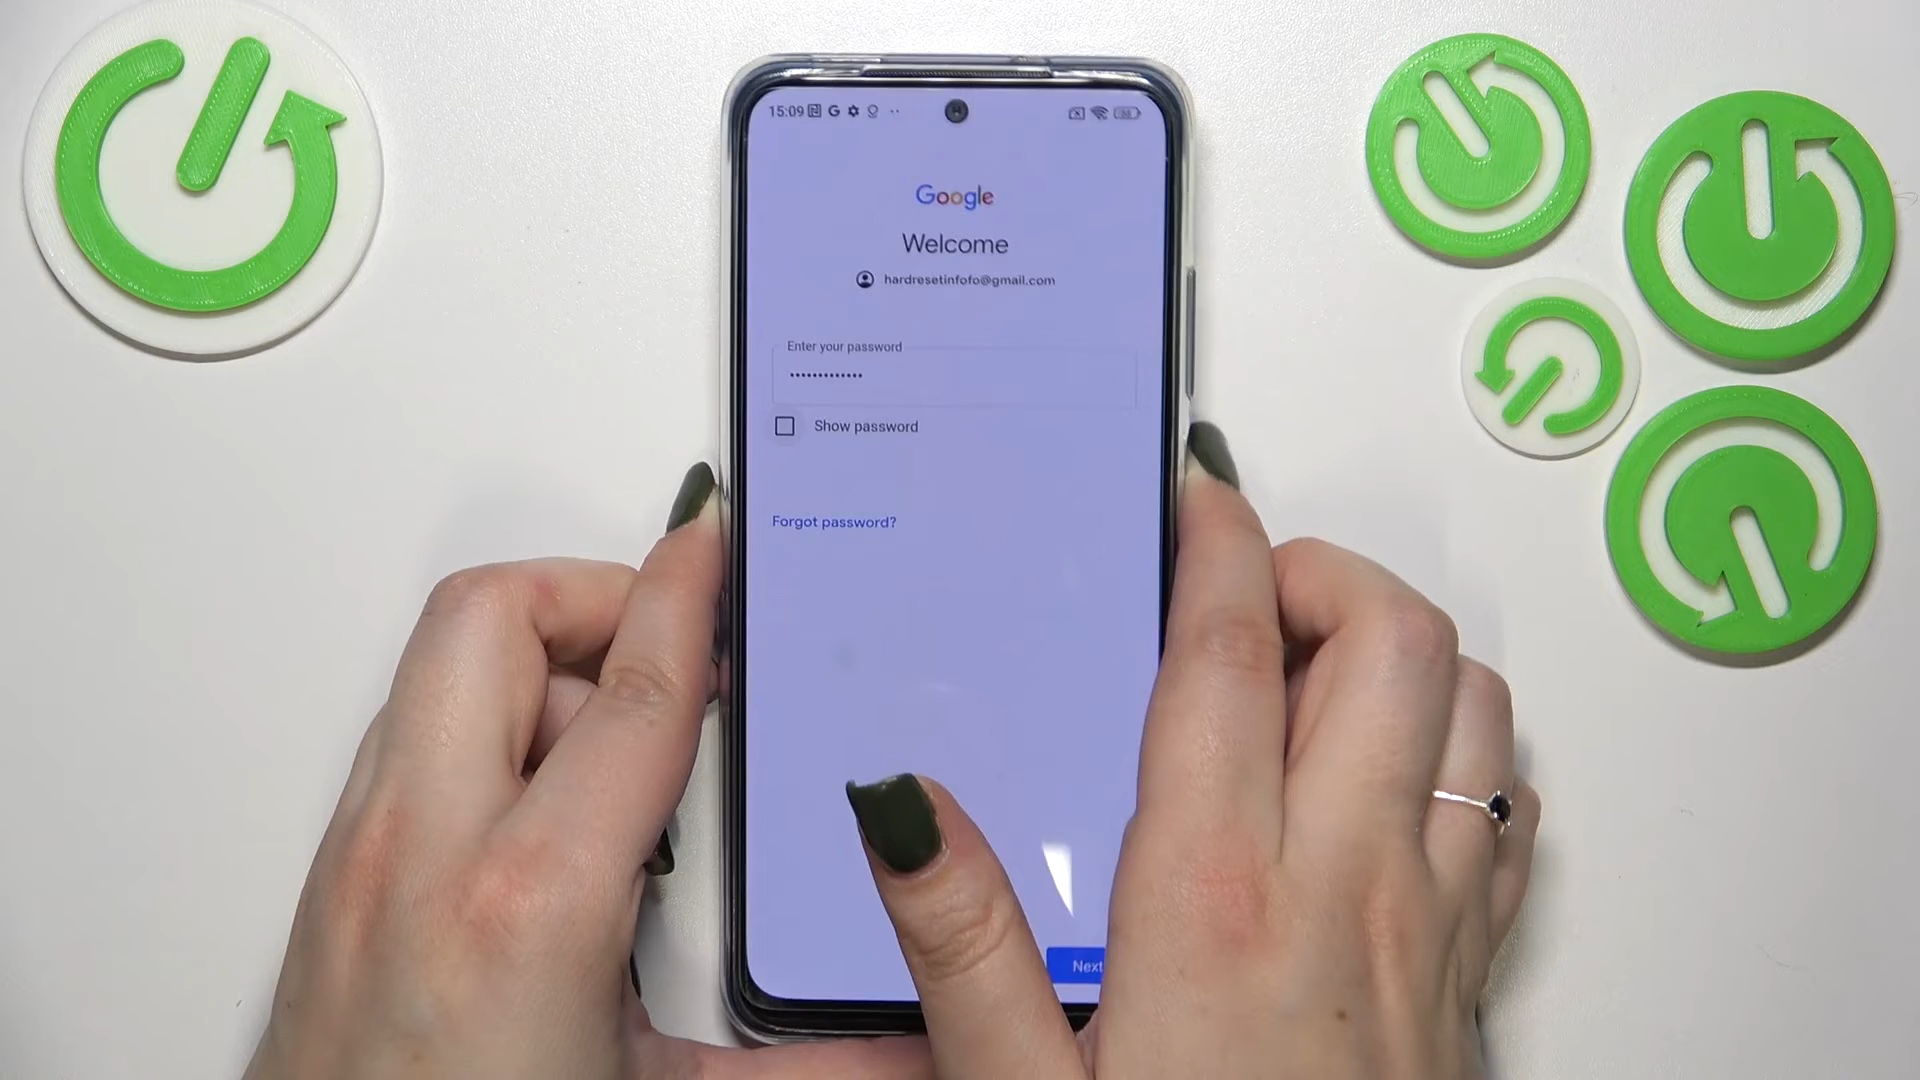 15:09
Google
Welcome
hardresetinfofo@gmail.com
Enter your password
•••••••••••••
Show password
Forgot password?
Next